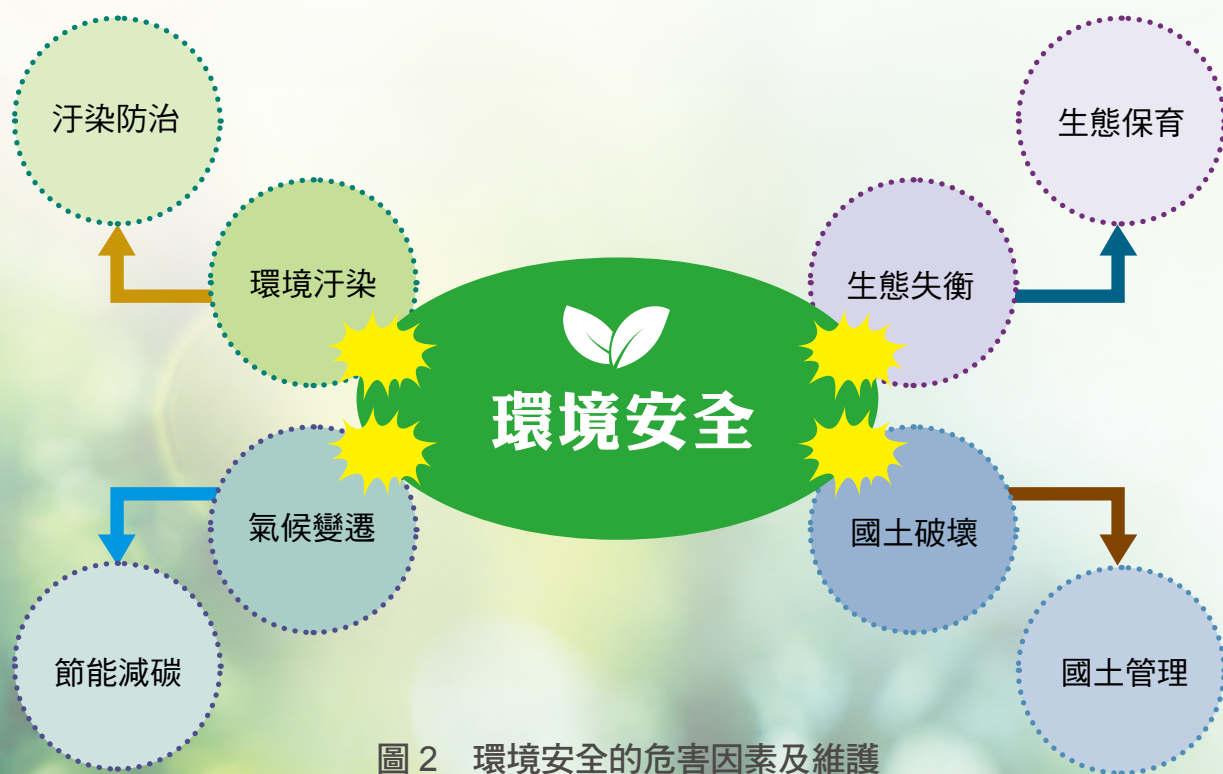 汙染防治
生態保育
環境汙染
生態失衡
環境安全
氣候變遷
國土破壞
節能減碳
國土管理
圖 2　環境安全的危害因素及維護